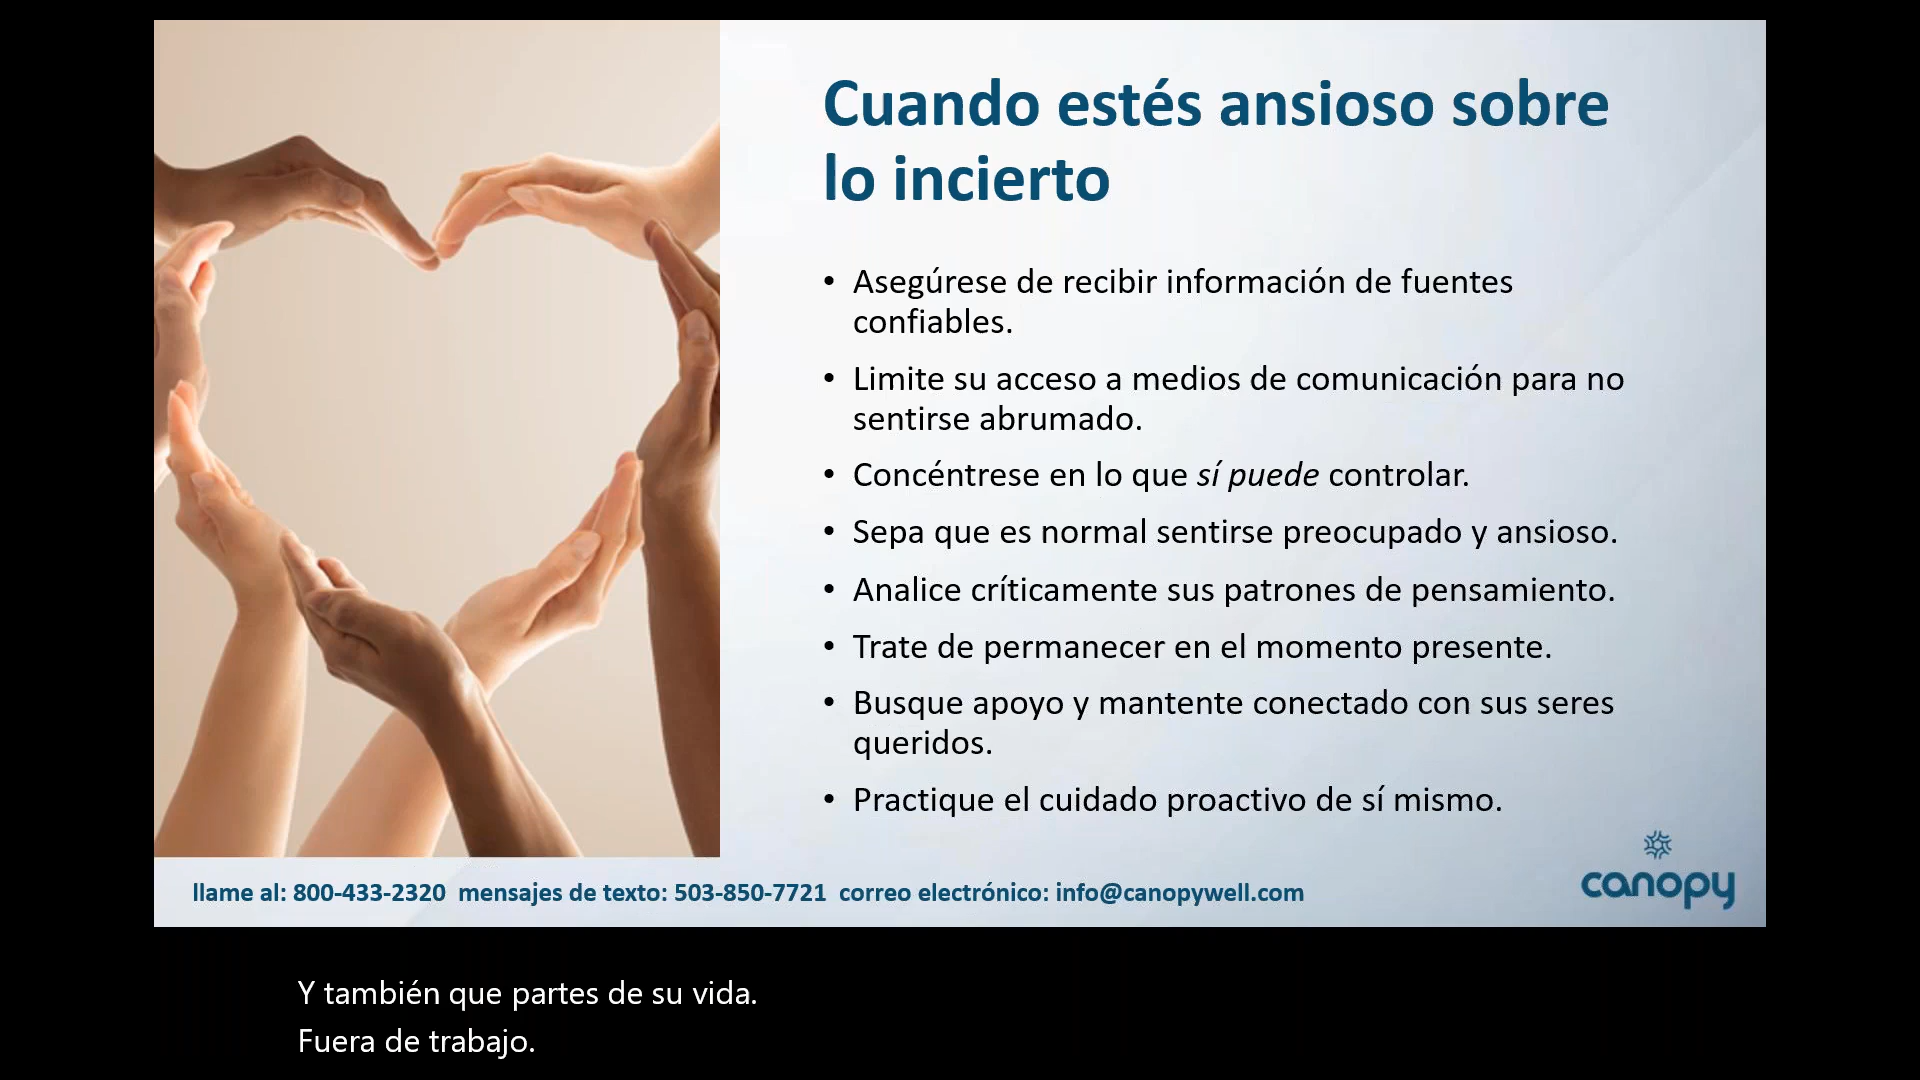 Cuando estés ansioso sobre
lo incierto
• Asegúrese de recibir información de fuentes
confiables.
• Limite su acceso a medios de comunicación para no
sentirse abrumado.
• Concéntrese en lo que sí puede controlar.
• Sepa que es normal sentirse preocupado y ansioso.
• Analice críticamente sus patrones de pensamiento.
• Trate de permanecer en el momento presente.
• Busque apoyo y mantente conectado con sus seres
queridos.
• Practique el cuidado proactivo de sí mismo.
llame al: 800-433-2320 mensajes de texto: 503-850-7721 correo electrónico: info@canopywell.com
canopy
Y también que partes de su vida.
Fuera de trabajo.